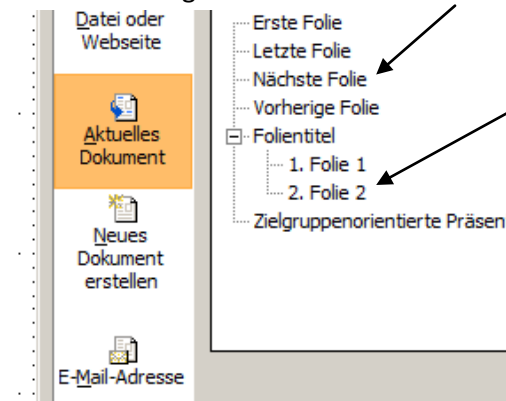 Datei oder
Webseite
Aktuelles
Dokument
Neues
Dokument
erstellen
E-Mail-Adresse
Erste Folie
Letzte Folie
Nächste Folie
Vorherige Folie
Folientitel
1. Folie 1
2. Folie 2
Zielgruppenorientierte Präsen